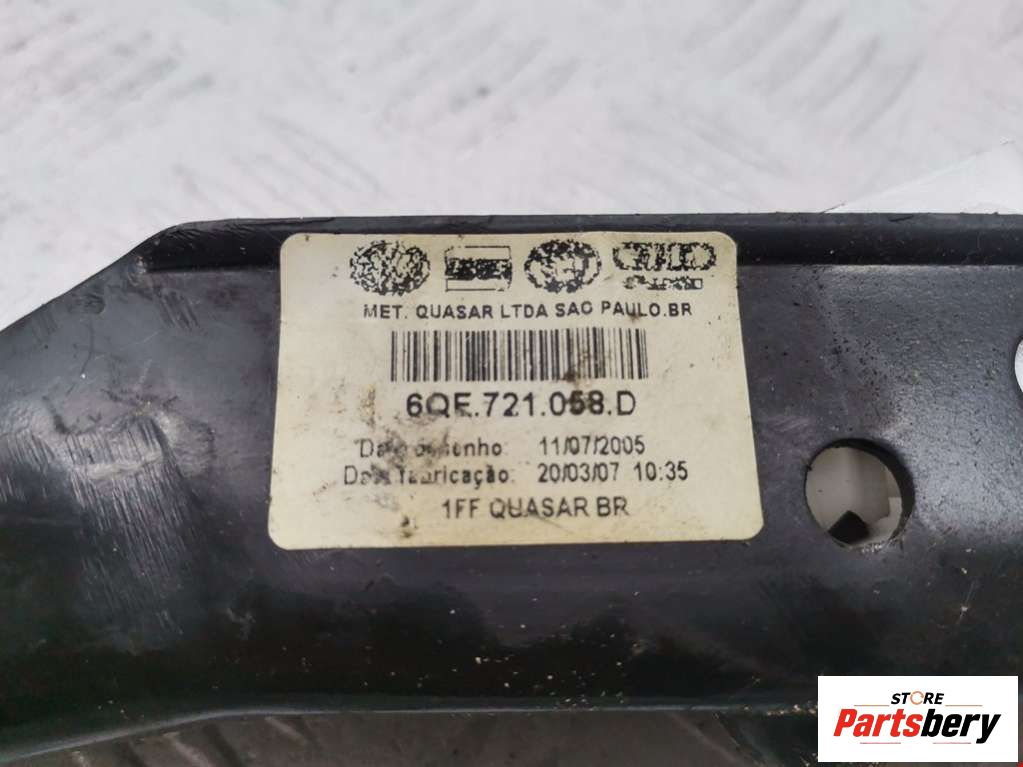 MET. QUASAR LTDA SAO PAULO.BR
6QE.721.058.D
11/07/2005
Data fabricação: 20/03/07 10:35
1FF QUASAR BR
STORE
Partsbery